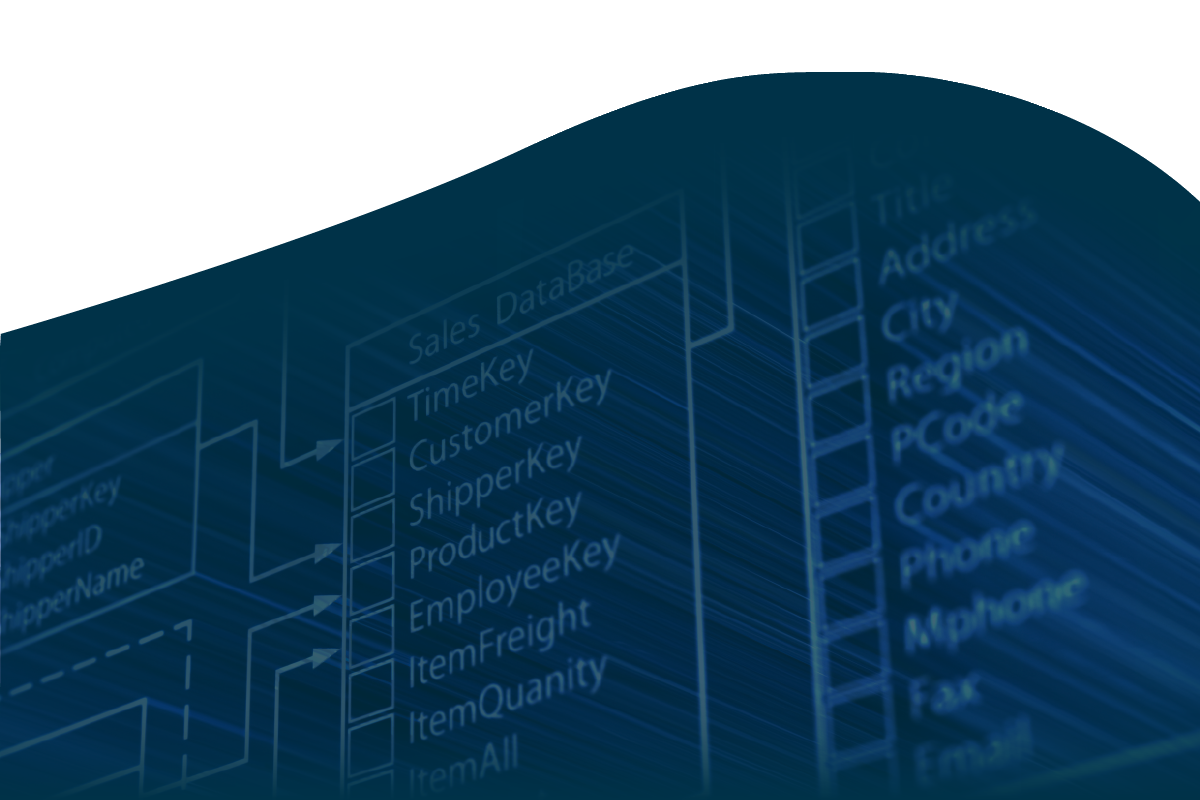 ShipperKey
ShipperID
ShipperName
Sales DataBase
TimeKey
CustomerKey
ShipperKey
ProductKey
EmployeeKey
ItemFreight
ItemQuanity
ItemAll
Title
Address
City
Region
PCode
Country
Phone
Mphone
Fax
Email